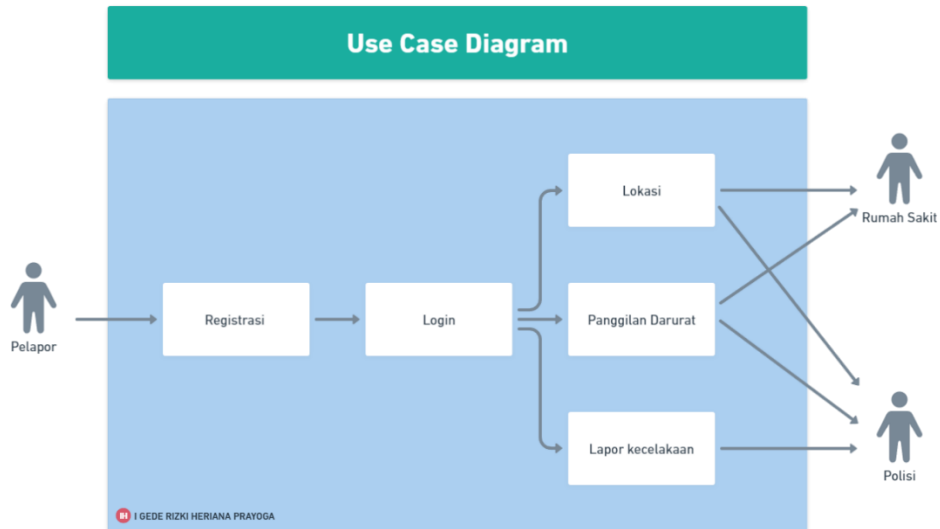 Use Case Diagram
Lokasi
Rumah Sakit
Pelapor
Registrasi
Login
Panggilan Darurat
Lapor kecelakaan
Polisi
IH I GEDE RIZKI HERIANA PRAYOGA